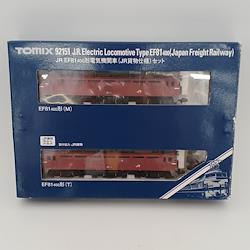 TOMIX 92151 J.R. Electric Locomotive Type EF81 400 (Japan Freight Railway)
JR EF81 400形電気機関車(JR貨物仕様)セット
EF81 400形(M)
EF81 400形(T)